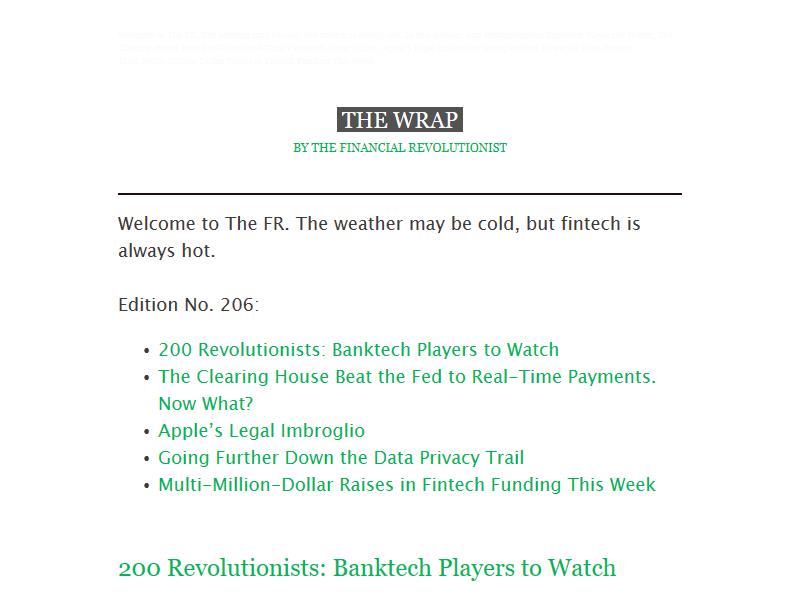 THE WRAP
BY THE FINANCIAL REVOLUTIONIST
Welcome to The FR. The weather may be cold, but fintech is
always hot.
Edition No. 206:
• 200 Revolutionists: Banktech Players to Watch
• The Clearing House Beat the Fed to Real-Time Payments.
Now What?
• Apple’s Legal Imbroglio
• Going Further Down the Data Privacy Trail
• Multi-Million-Dollar Raises in Fintech Funding This Week
200 Revolutionists: Banktech Players to Watch